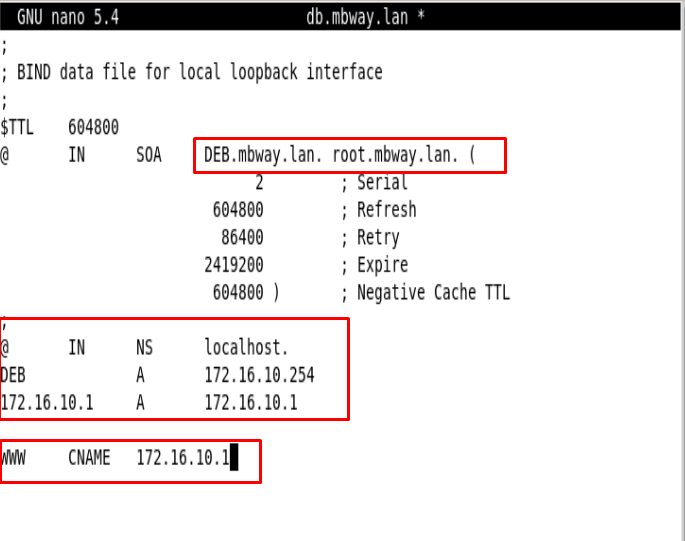 GNU nano 5.4 db.mbway.lan *
;
; BIND data file for local loopback interface
;
$TTL 604800
@ IN SOA DEB.mbway.lan. root.mbway.lan. (
2 ; Serial
604800 ; Refresh
86400 ; Retry
2419200 ; Expire
604800 ) ; Negative Cache TTL
;
@ IN NS localhost.
DEB A 172.16.10.254
172.16.10.1 A 172.16.10.1
WWW CNAME 172.16.10.1